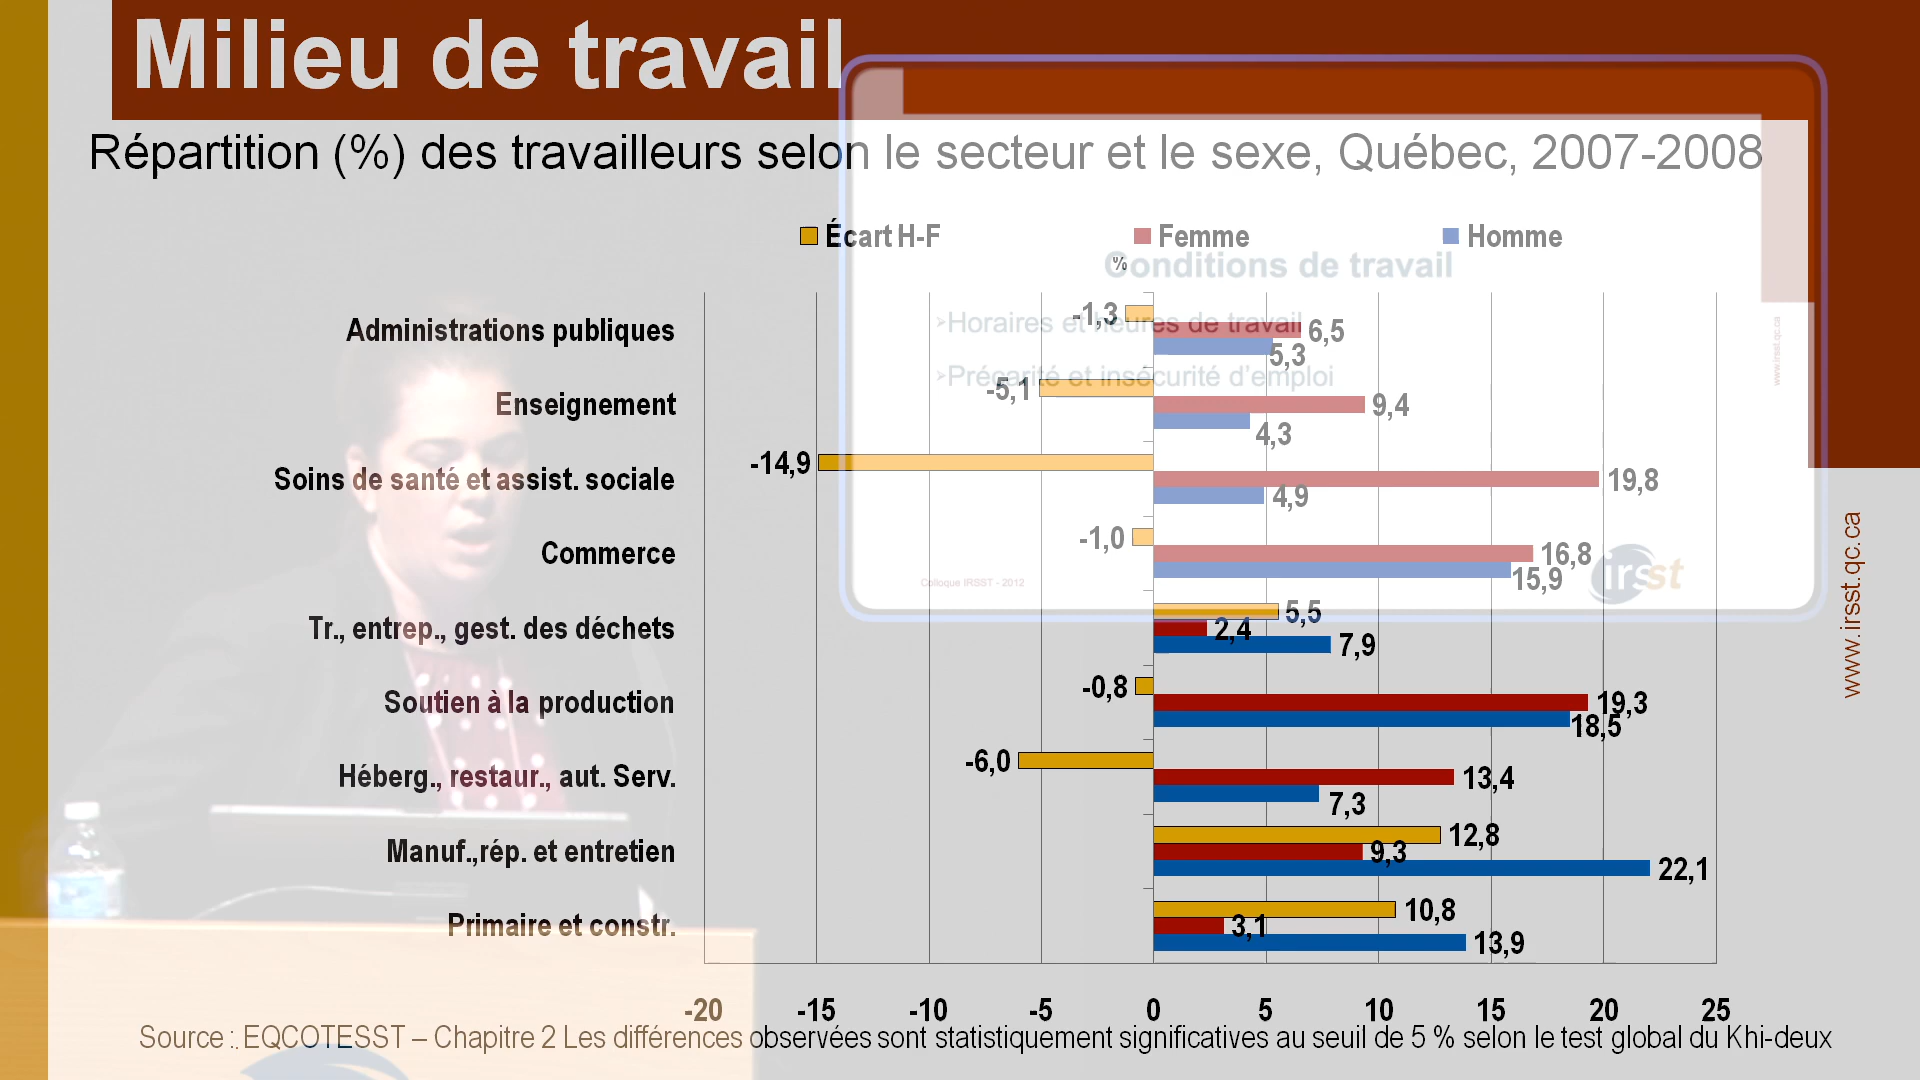 Milieu de travail
Répartition (%) des travailleurs selon le secteur et le sexe, Québec, 2007-2008
Écart H-F Femme Homme
%
Conditions de travail
➢Horaires et heures de travail
➢Précarité et insécurité d'emploi
Administrations publiques -1,3 6,5 5,3
Enseignement -5,1 9,4 4,3
Soins de santé et assist. sociale -14,9 19,8 4,9
Commerce -1,0 16,8 15,9
Tr., entrep., gest. des déchets 5,5 2,4 7,9
Soutien à la production -0,8 19,3 18,5
Héberg., restaur., aut. Serv. -6,0 13,4 7,3
Manuf.,rép. et entretien 12,8 9,3 22,1
Primaire et constr. 10,8 3,1 13,9
-20 -15 -10 -5 0 5 10 15 20 25
Source :. EQCOTESST – Chapitre 2 Les différences observées sont statistiquement significatives au seuil de 5 % selon le test global du Khi-deux
Colloque IRSST - 2012
irsst
www.irsst.qc.ca
www.irsst.qc.ca